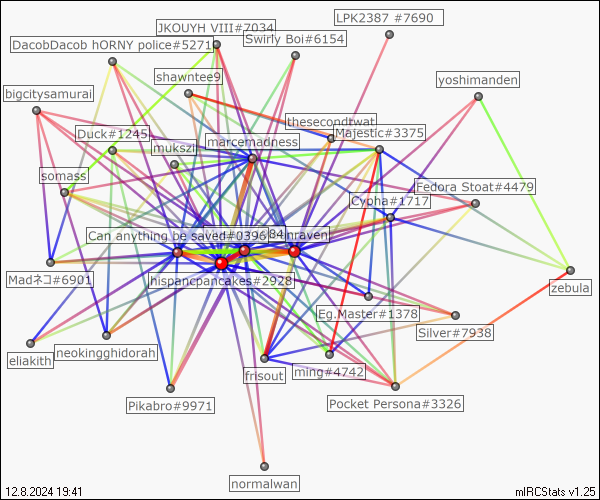 LPK2387 #7690
JKOUYH VIII#7034
Swirly Boi#6154
DacobDacob hORNY police#5271
shawntee9
yoshimanden
bigcitysamurai
thesecondtwat
Duck#1245
marcemadness
Majestic#3375
mukszi
somass
Fedora Stoat#4479
Cypha#1717
Can anything be saved#0396
84
nraven
Madネコ#6901
hispancpancakes#2928
zebula
Eg.Master#1378
Silver#7938
eliakith
neokingghidorah
frisout
ming#4742
Pikabro#9971
Pocket Persona#3326
normalwan
12.8.2024 19:41
mIRCStats v1.25